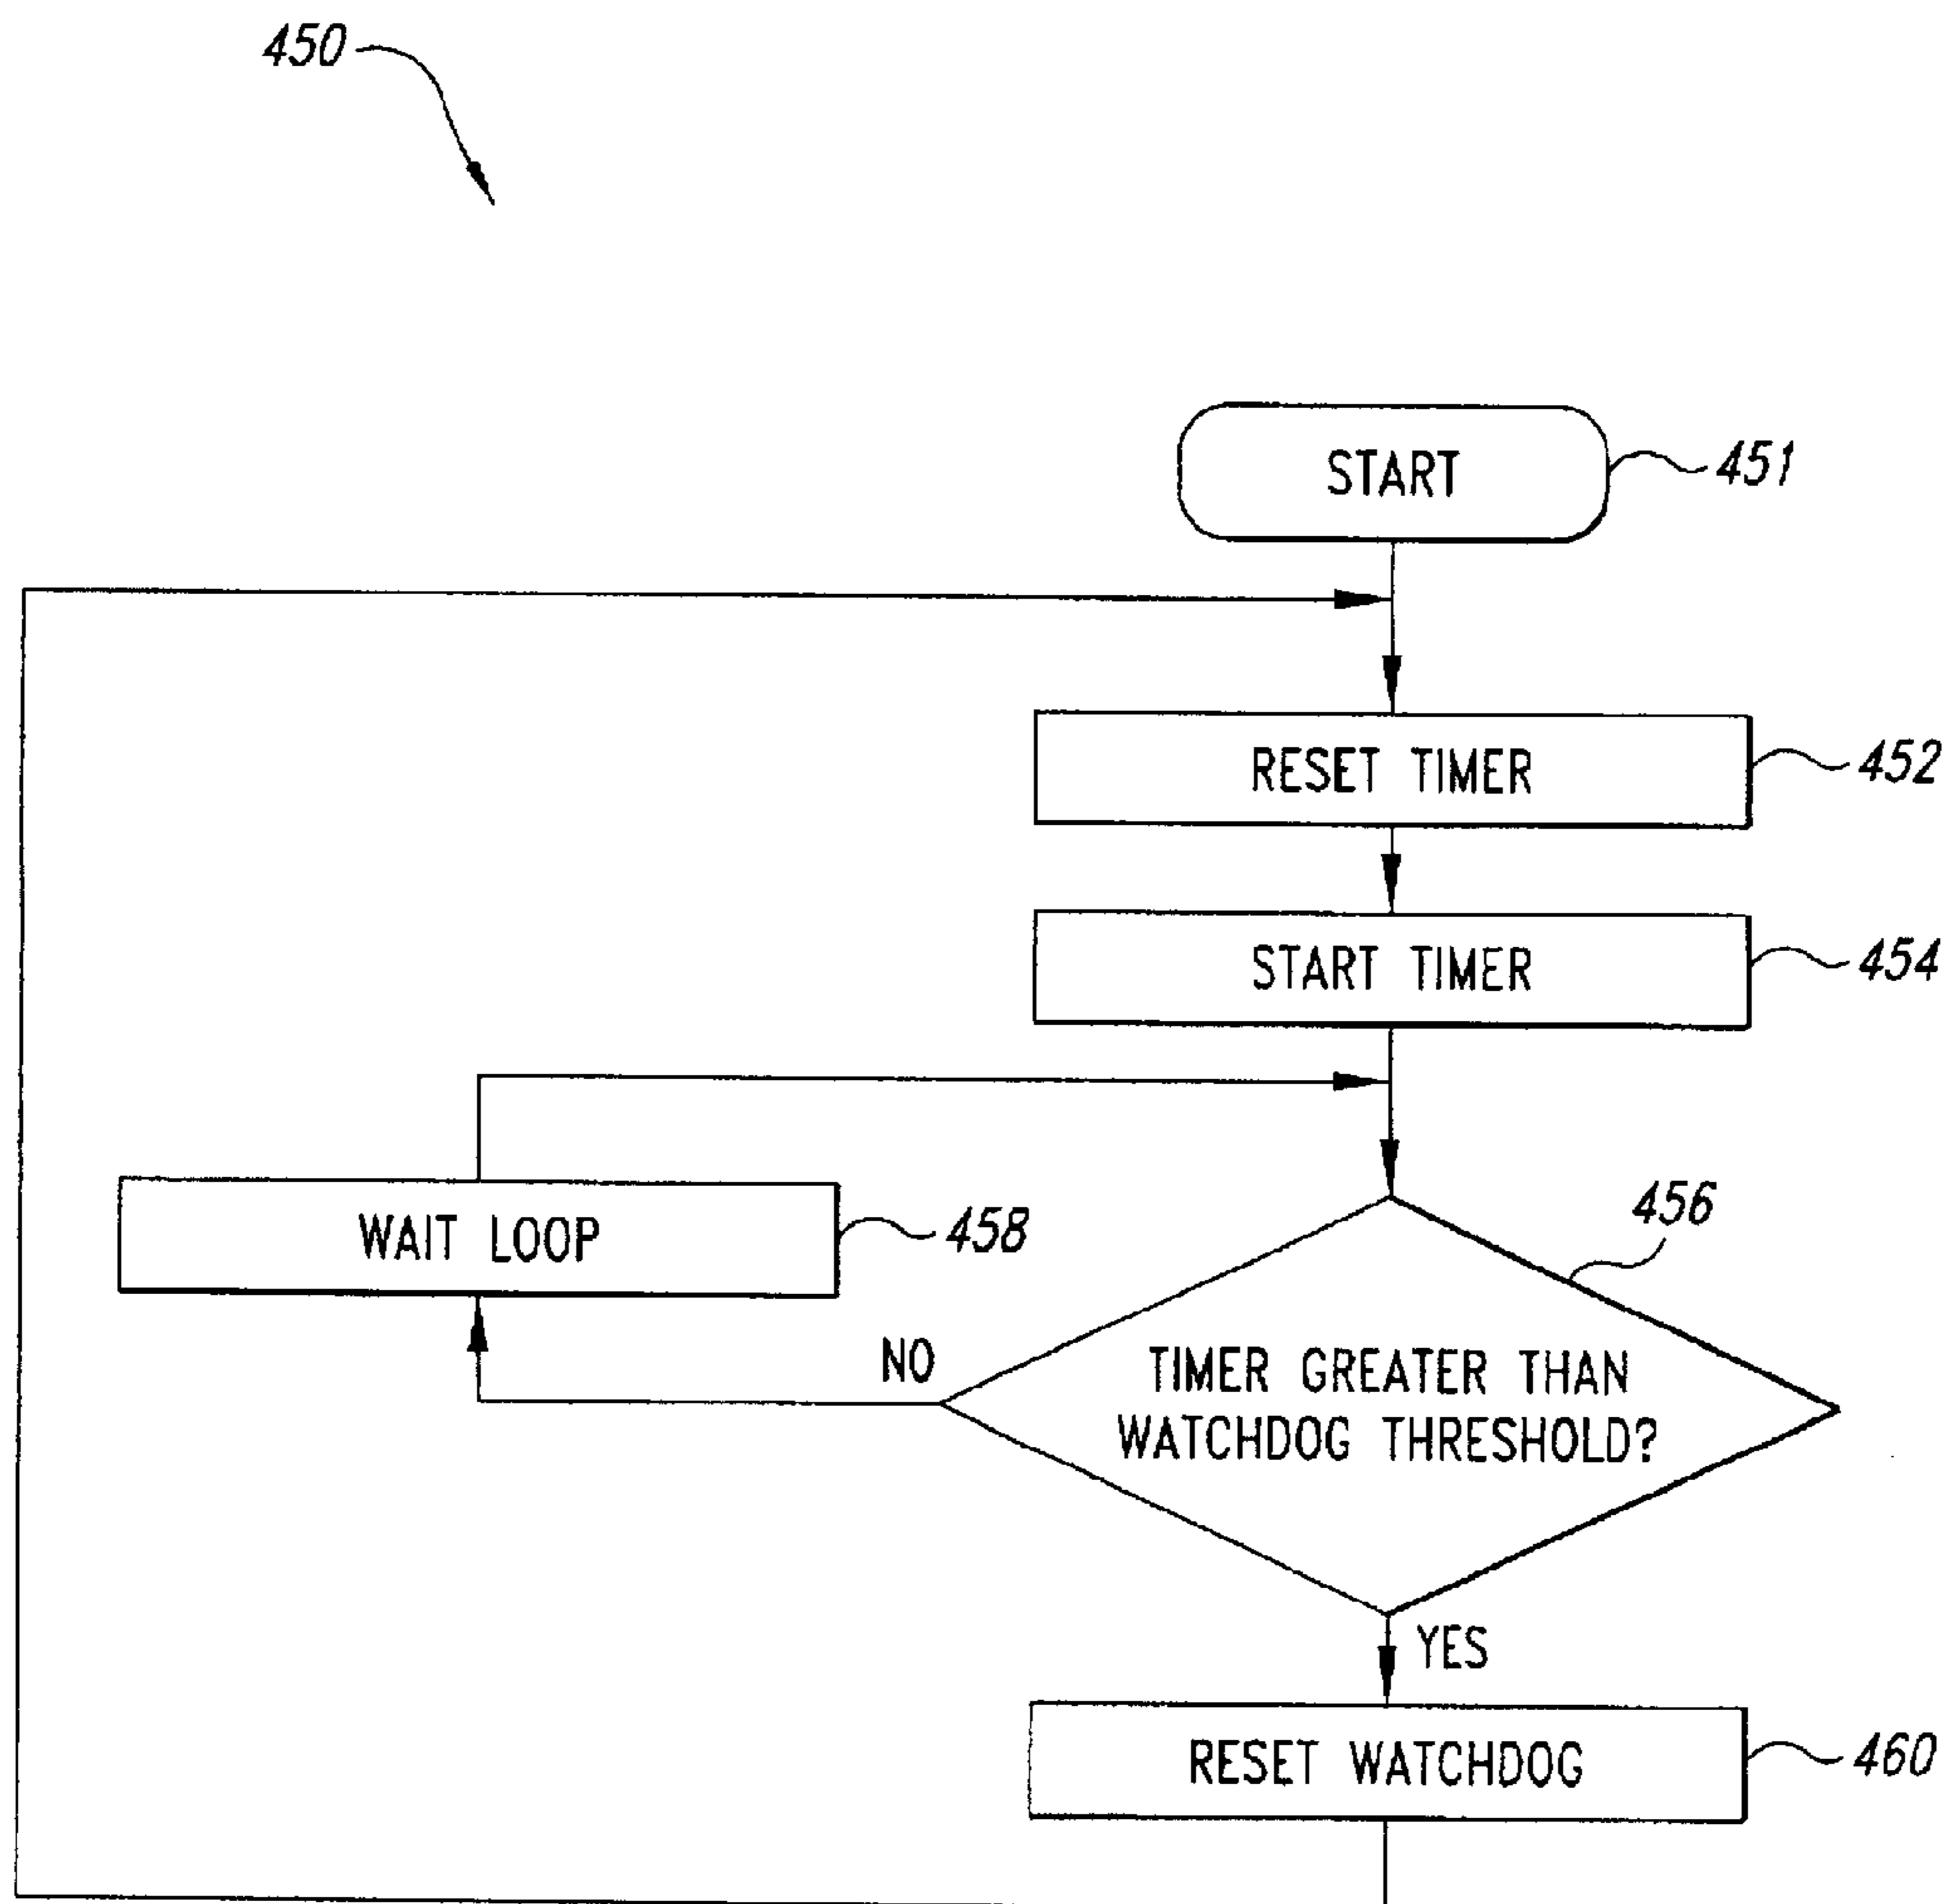 450
START
451
RESET TIMER
452
START TIMER
454
WAIT LOOP
458
456
NO
TIMER GREATER THAN
WATCHDOG THRESHOLD?
YES
RESET WATCHDOG
460